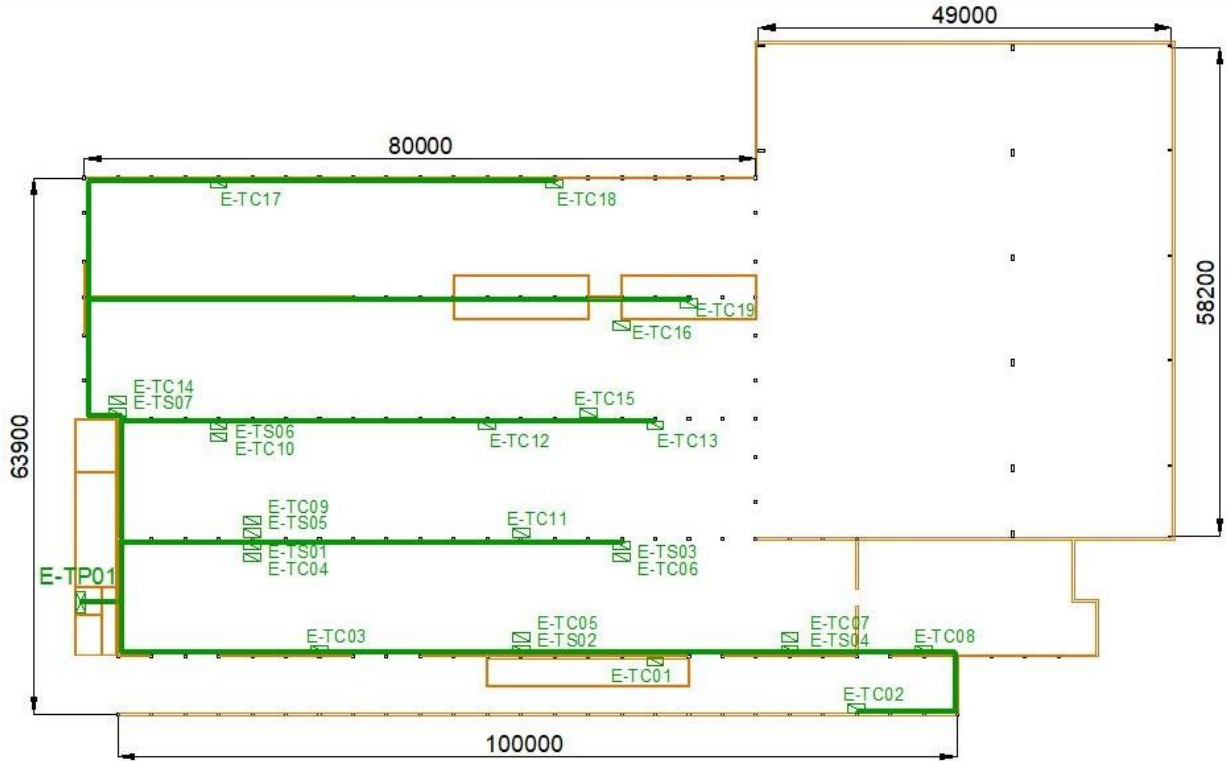 49000
80000
E-TC17
E-TC18
58200
E-TC19
E-TC16
E-TC14
E-TS07
E-TC15
63900
E-TS06
E-TC10
E-TC12
E-TC13
E-TC09
E-TS05
E-TC11
E-TS01
E-TC04
E-TS03
E-TC06
E-TP01
E-TC03
E-TC05
E-TS02
E-TC07
E-TS04
E-TC08
E-TC01
E-TC02
100000